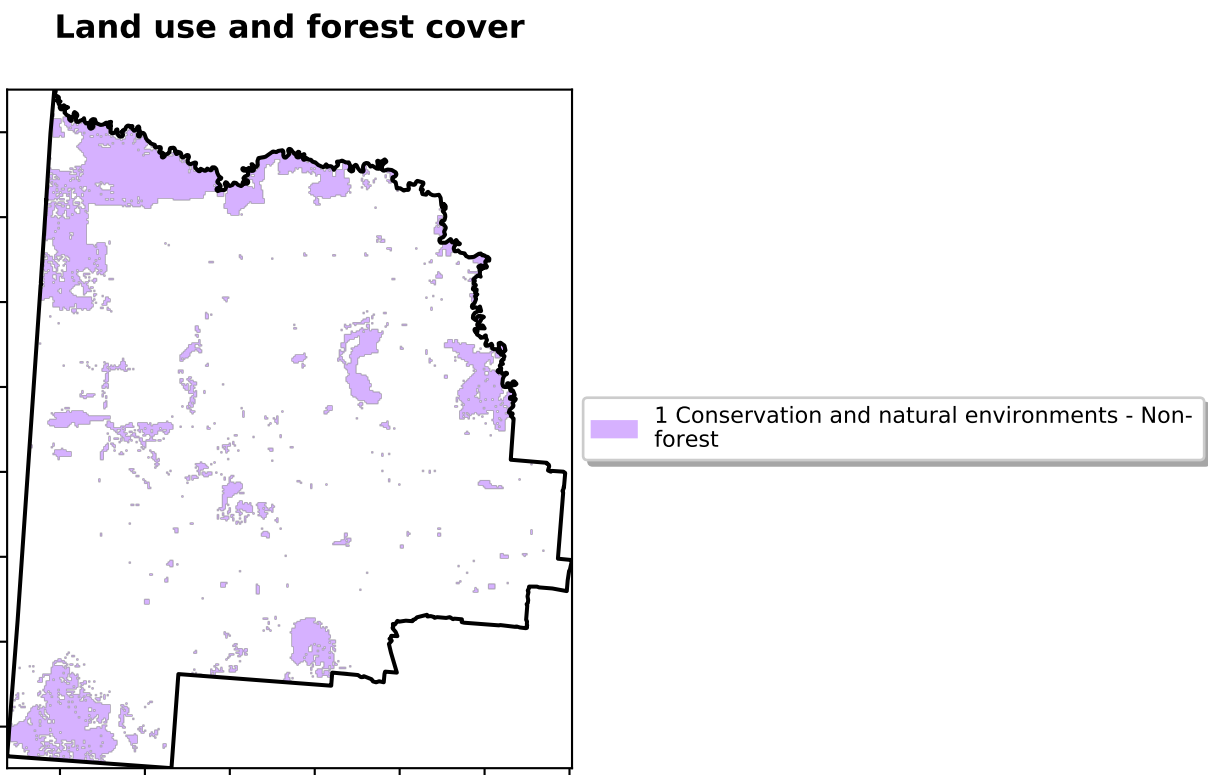 Land use and forest cover
1 Conservation and natural environments - Non-
forest